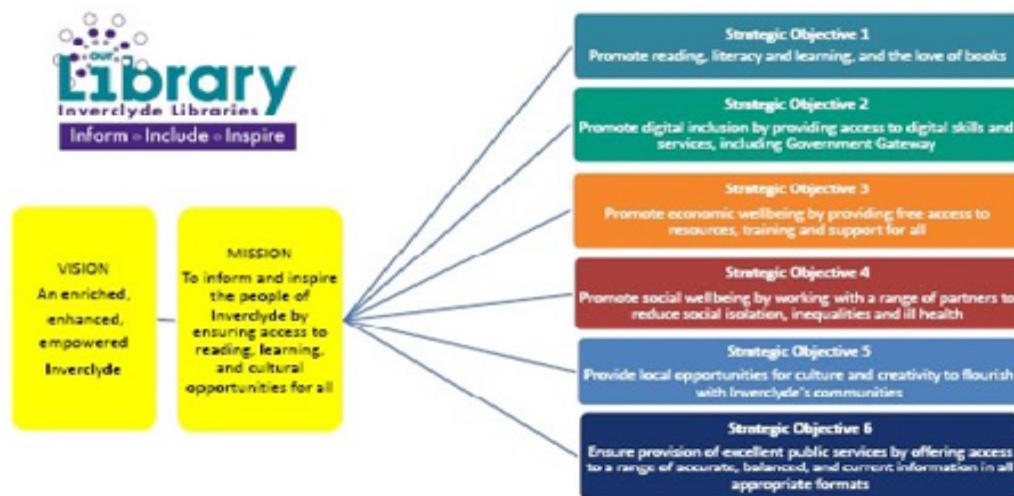 our
Library
Inverclyde Libraries
Inform Include Inspire
VISION
An enriched,
enhanced,
empowered
Inverclyde
MISSION
To inform and inspire
the people of
Inverclyde by
ensuring access to
reading, learning,
and cultural
opportunities for all
Strategic Objective 1
Promote reading, literacy and learning, and the love of books
Strategic Objective 2
Promote digital inclusion by providing access to digital skills and
services, including Government Gateway
Strategic Objective 3
Promote economic wellbeing by providing free access to
resources, training and support for all
Strategic Objective 4
Promote social wellbeing by working with a range of partners to
reduce social isolation, inequalities and ill health
Strategic Objective 5
Provide local opportunities for culture and creativity to flourish
with Inverclyde's communities
Strategic Objective 6
Ensure provision of excellent public services by offering access
to a range of accurate, balanced, and current information in all
appropriate formats